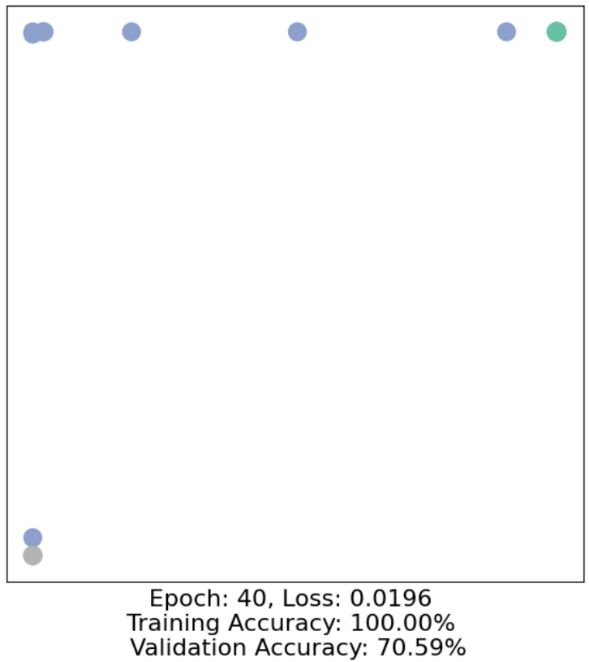 Epoch: 40, Loss: 0.0196
Training Accuracy: 100.00%
Validation Accuracy: 70.59%